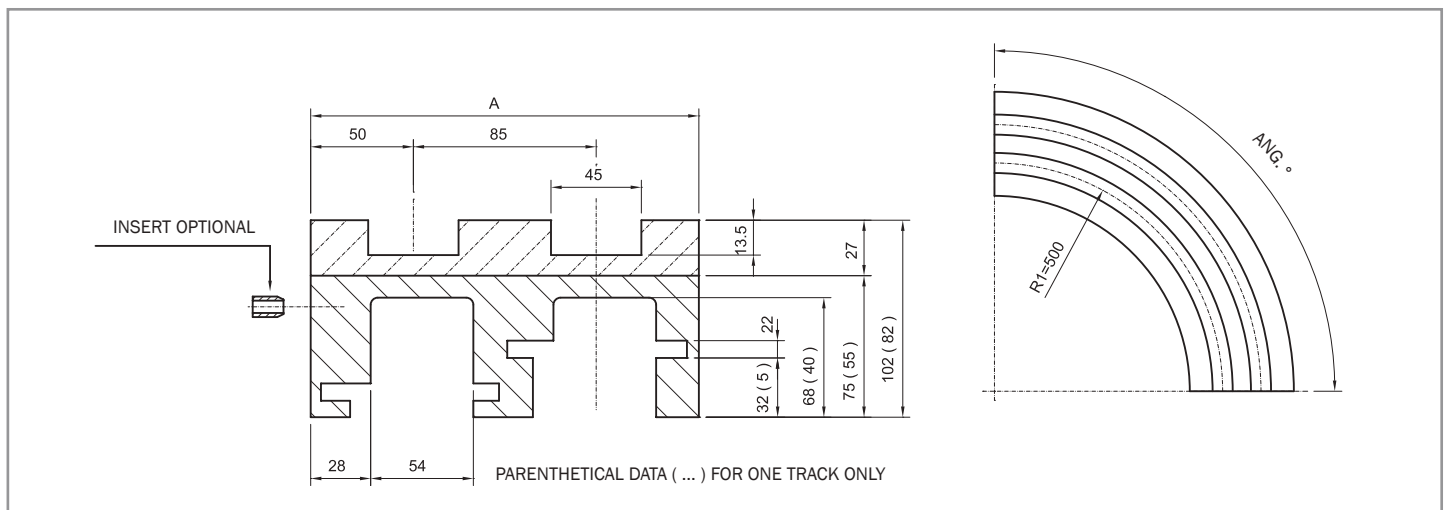 A
50
85
45
INSERT OPTIONAL
13.5
27
22
32 ( 5 )
68 ( 40 )
75 ( 55 )
102 ( 82 )
28
54
PARENTHETICAL DATA ( ... ) FOR ONE TRACK ONLY
ANG. °
R1=500